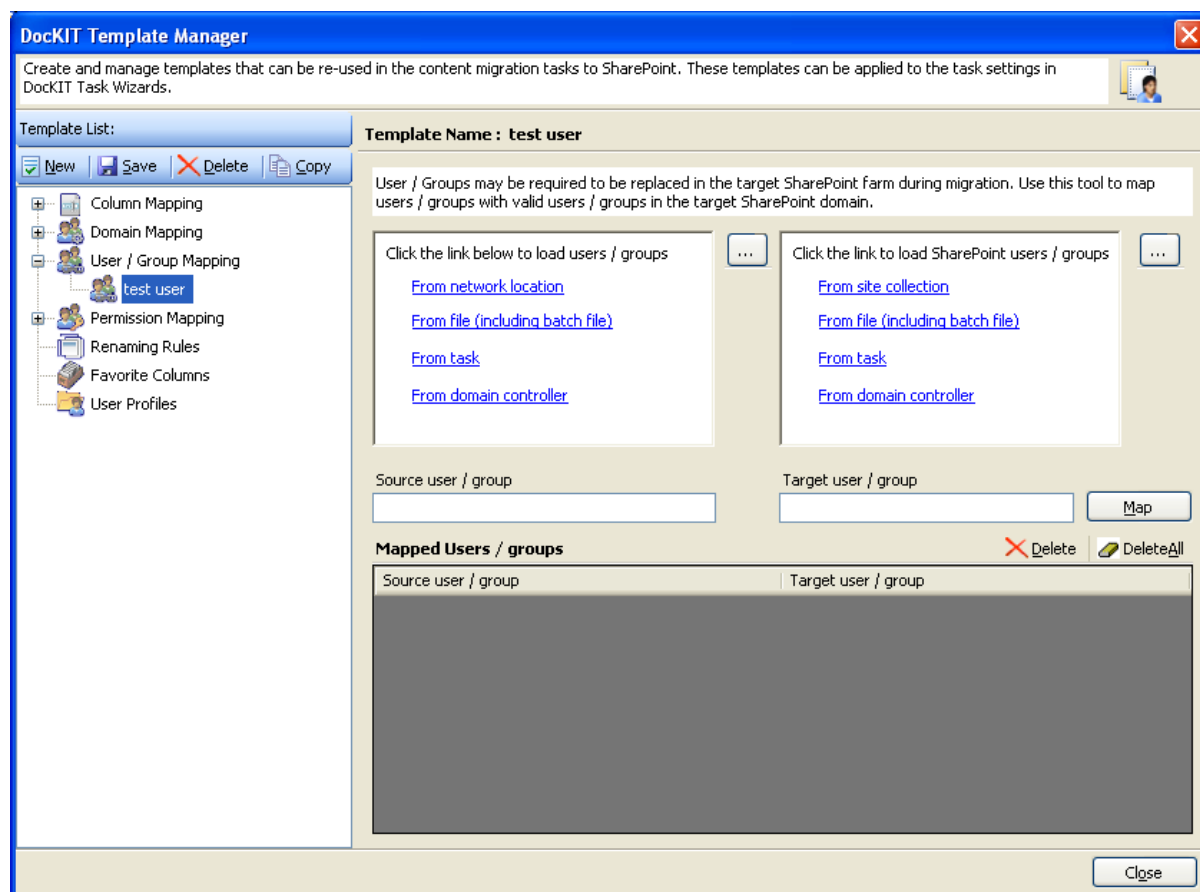 DocKIT Template Manager
Create and manage templates that can be re-used in the content migration tasks to SharePoint. These templates can be applied to the task settings in
DocKIT Task Wizards.
Template List:
New Save Delete Copy
Column Mapping
Domain Mapping
User / Group Mapping
test user
Permission Mapping
Renaming Rules
Favorite Columns
User Profiles
Template Name : test user
User / Groups may be required to be replaced in the target SharePoint farm during migration. Use this tool to map
users / groups with valid users / groups in the target SharePoint domain.
Click the link below to load users / groups
...
From network location
From file (including batch file)
From task
From domain controller
Click the link to load SharePoint users / groups
...
From site collection
From file (including batch file)
From task
From domain controller
Source user / group
Target user / group
Map
Mapped Users / groups
Delete DeleteAll
Source user / group Target user / group
Close